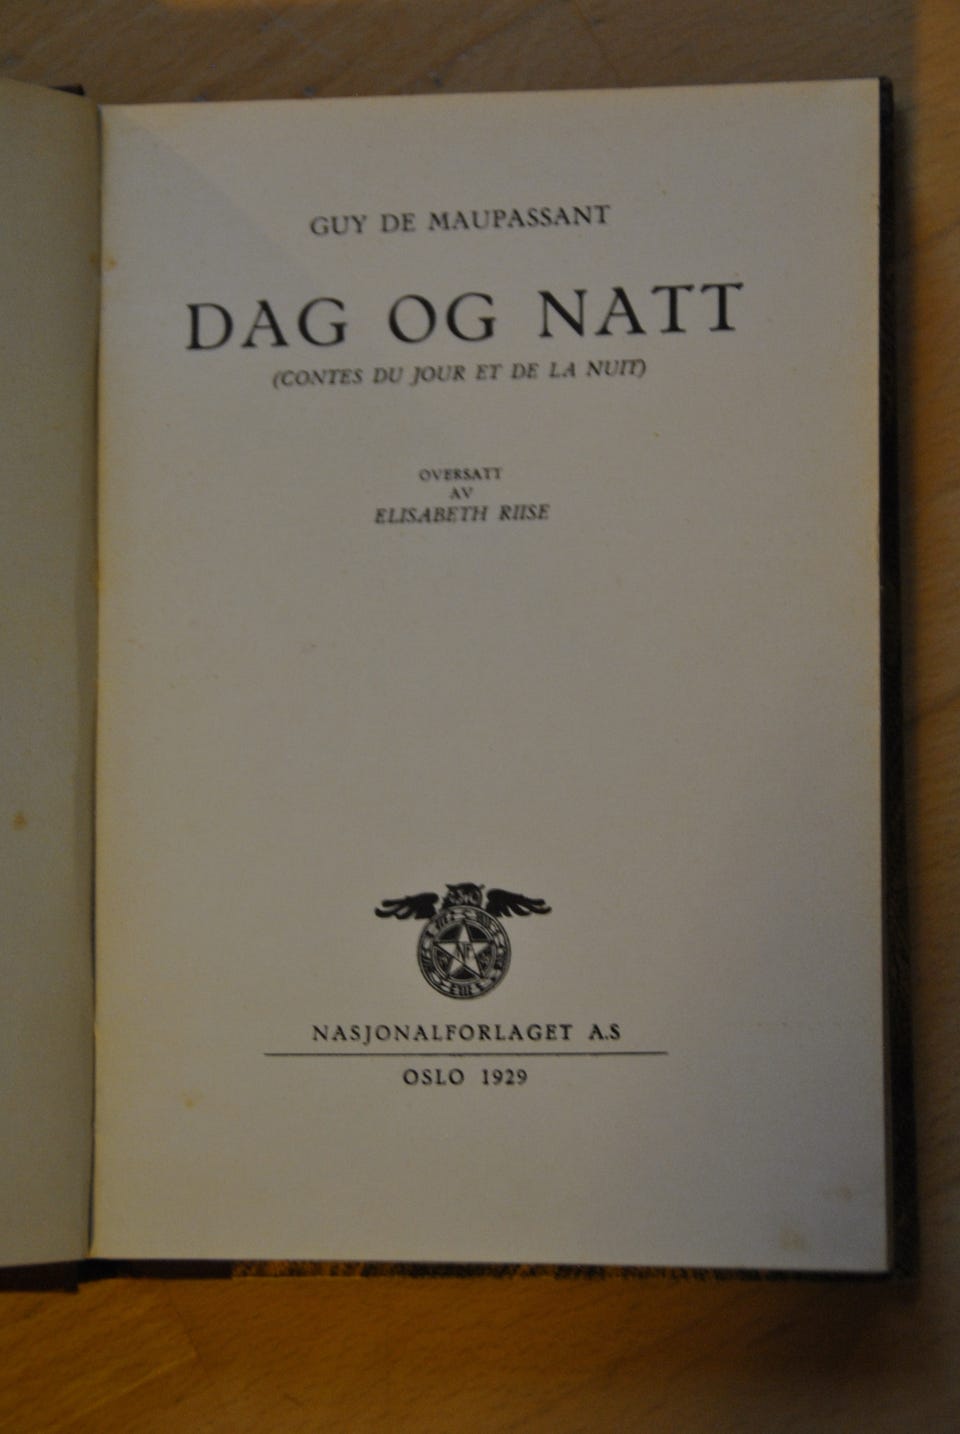 GUY DE MAUPASSANT
DAG OG NATT
(CONTES DU JOUR ET DE LA NUIT)
OVERSATT
AV
ELISABETH RIISE
NF
NASJONALFORLAGET A.S
OSLO 1929